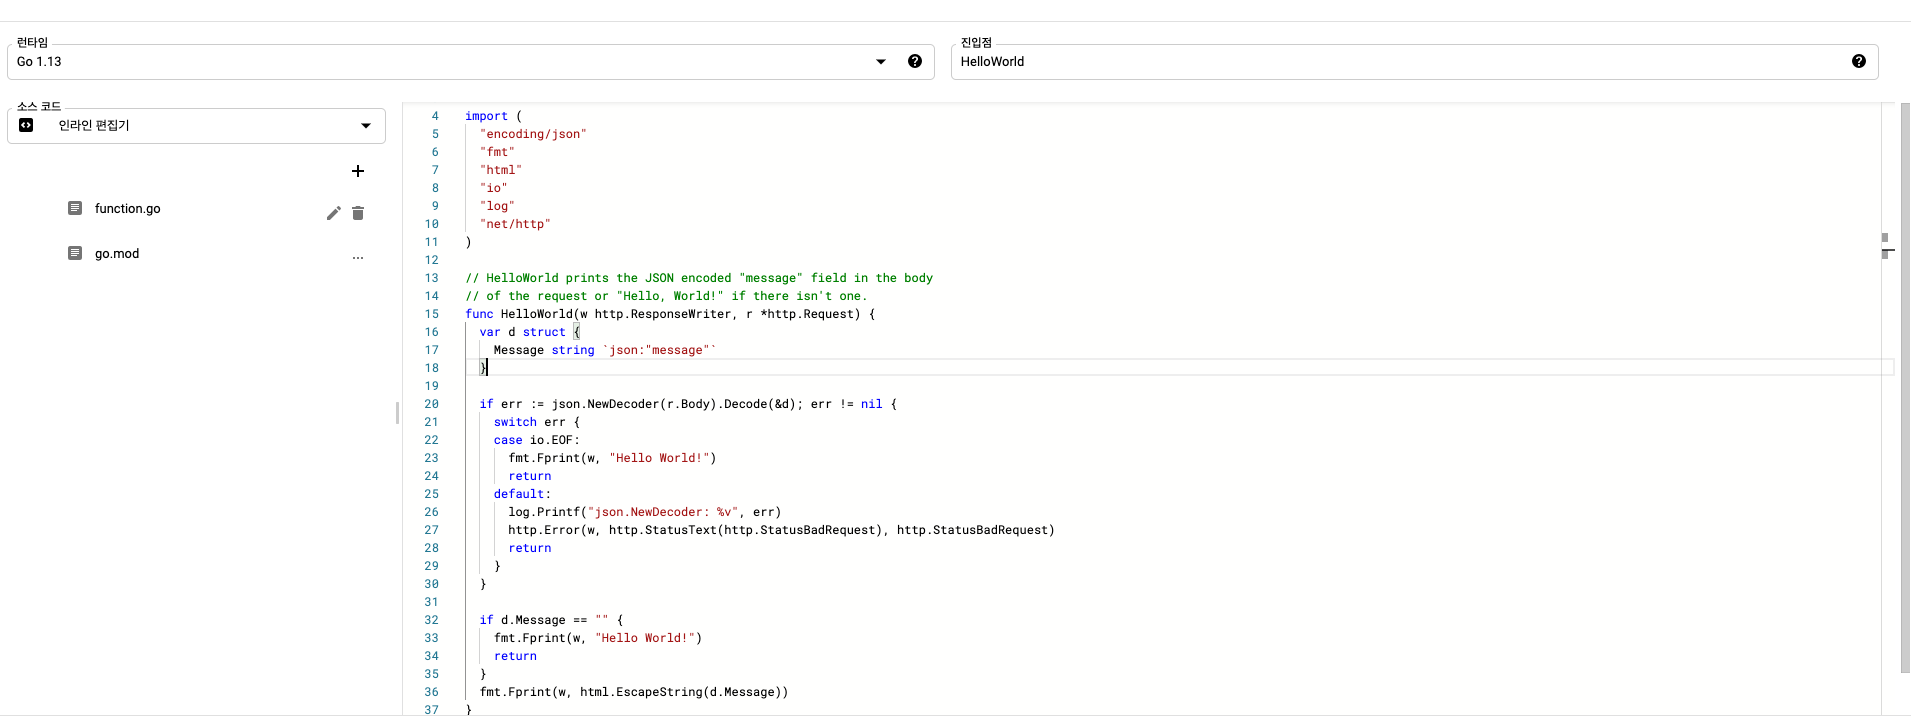 런타임
Go 1.13
진입점
HelloWorld
소스 코드
인라인 편집기
function.go
go.mod
...
4 import (
5   "encoding/json"
6   "fmt"
7   "html"
8   "io"
9   "log"
10   "net/http"
11 )
12
13 // HelloWorld prints the JSON encoded "message" field in the body
14 // of the request or "Hello, World!" if there isn't one.
15 func HelloWorld(w http.ResponseWriter, r *http.Request) {
16   var d struct {
17     Message string `json:"message"`
18   }
19
20   if err := json.NewDecoder(r.Body).Decode(&d); err != nil {
21     switch err {
22     case io.EOF:
23       fmt.Fprint(w, "Hello World!")
24       return
25     default:
26       log.Printf("json.NewDecoder: %v", err)
27       http.Error(w, http.StatusText(http.StatusBadRequest), http.StatusBadRequest)
28       return
29     }
30   }
31
32   if d.Message == "" {
33     fmt.Fprint(w, "Hello World!")
34     return
35   }
36   fmt.Fprint(w, html.EscapeString(d.Message))
37 }